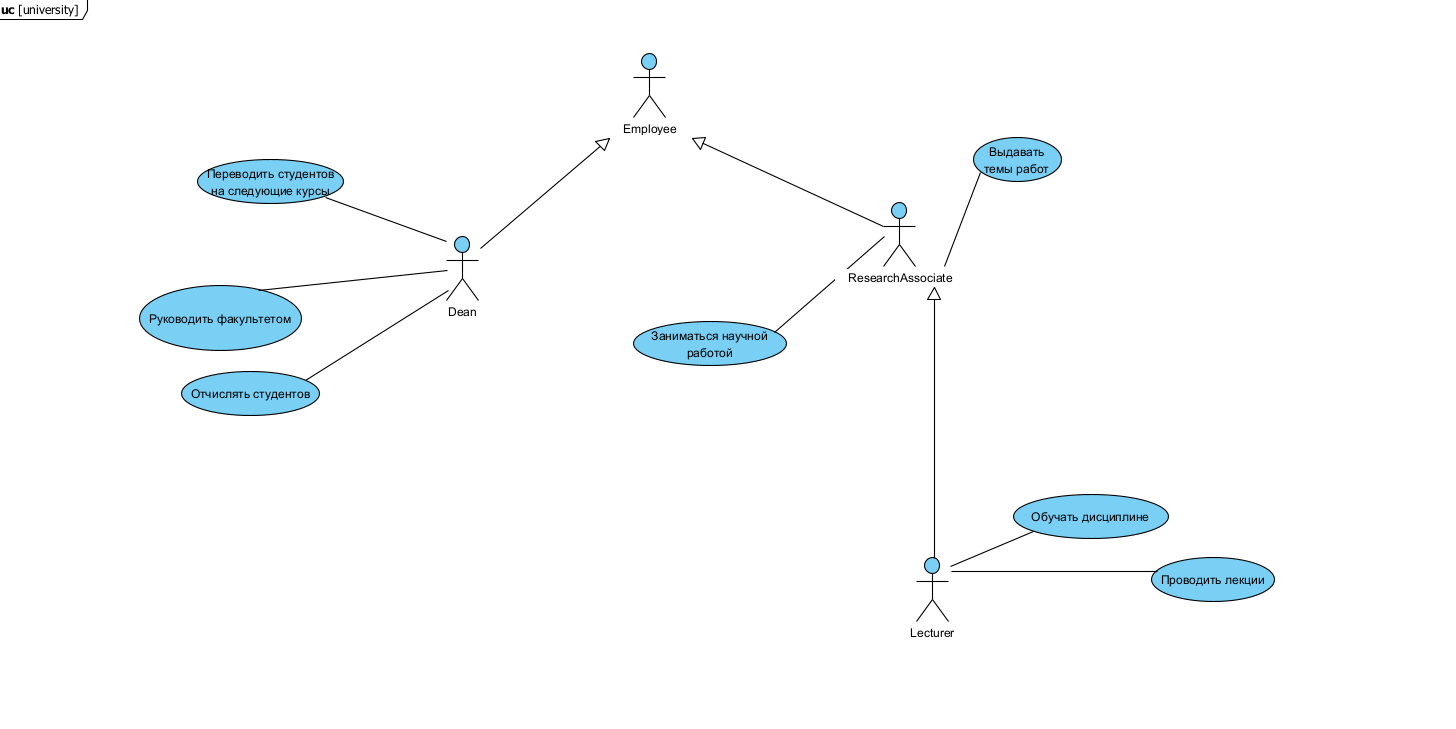 uc [university]
Employee
Переводить студентов
на следующие курсы
Выдавать
темы работ
ResearchAssociate
Dean
Руководить факультетом
Заниматься научной
работой
Отчислять студентов
Обучать дисциплине
Проводить лекции
Lecturer